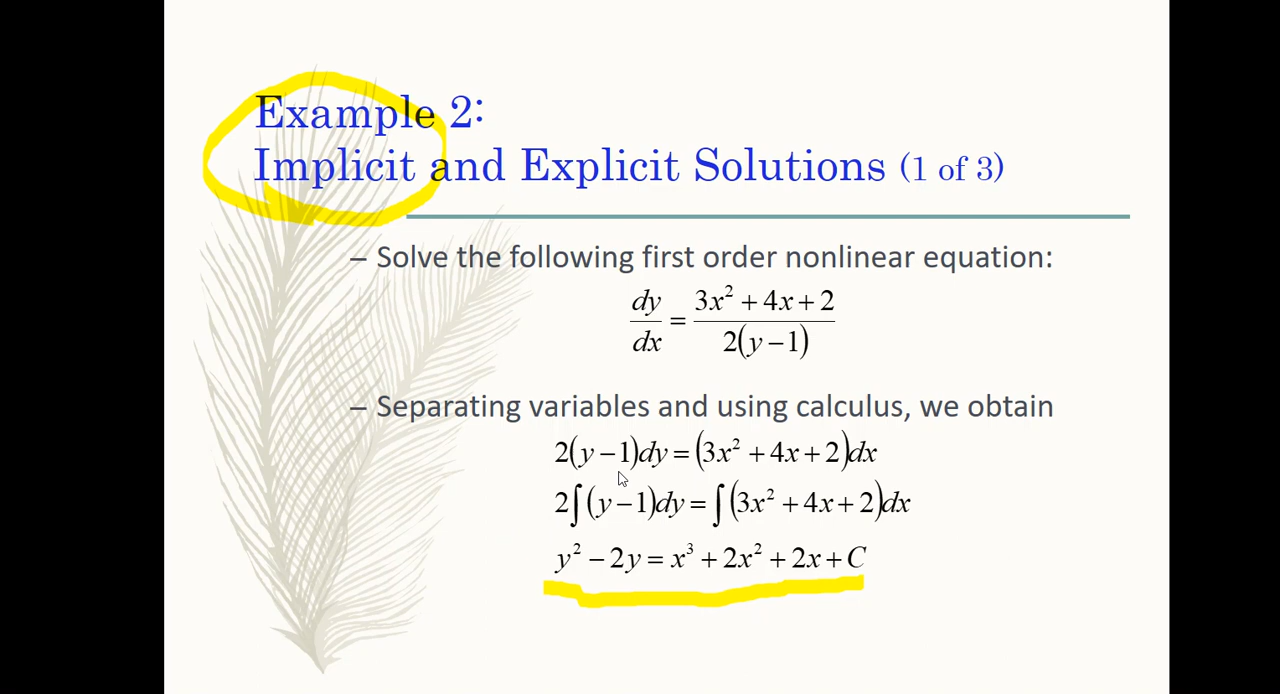 Example 2:
Implicit and Explicit Solutions (1 of 3)
– Solve the following first order nonlinear equation:
dy/dx = (3x² + 4x + 2)/(2(y − 1))
– Separating variables and using calculus, we obtain
2(y − 1)dy = (3x² + 4x + 2)dx
2∫(y − 1)dy = ∫(3x² + 4x + 2)dx
y² − 2y = x³ + 2x² + 2x + C